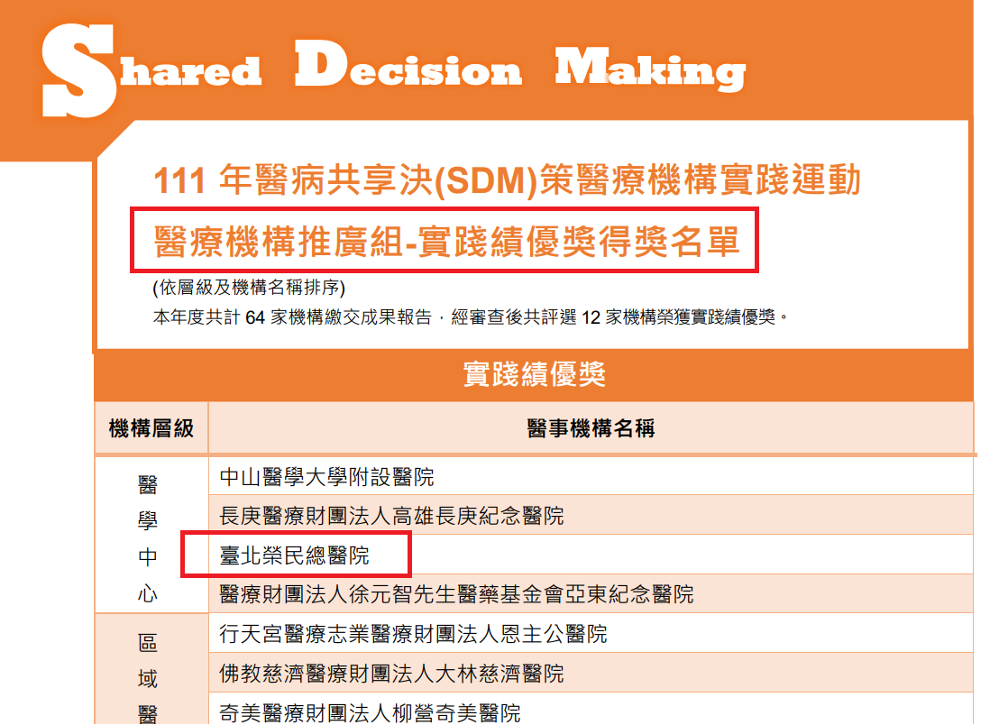 Shared Decision Making
111 年醫病共享決(SDM)策醫療機構實踐運動
醫療機構推廣組-實踐績優獎得獎名單
(依層級及機構名稱排序)
本年度共計 64 家機構繳交成果報告，經審查後共評選 12 家機構榮獲實踐績優獎。
實踐績優獎
機構層級 醫事機構名稱
醫學中心
中山醫學大學附設醫院
長庚醫療財團法人高雄長庚紀念醫院
臺北榮民總醫院
醫療財團法人徐元智先生醫藥基金會亞東紀念醫院
區域醫
行天宮醫療志業醫療財團法人恩主公醫院
佛教慈濟醫療財團法人大林慈濟醫院
奇美醫療財團法人柳營奇美醫院